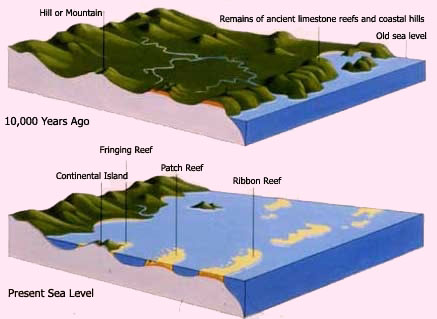 Hill or Mountain
Remains of ancient limestone reefs and coastal hills
Old sea level
10,000 Years Ago
Fringing Reef
Continental Island
Patch Reef
Ribbon Reef
Present Sea Level